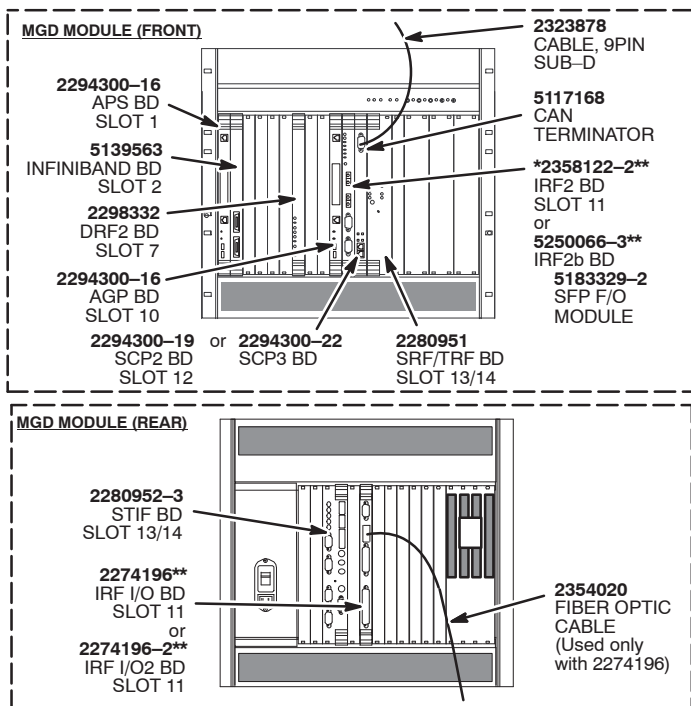 MGD MODULE (FRONT)
2294300–16
APS BD
SLOT 1
5139563
INFINIBAND BD
SLOT 2
2298332
DRF2 BD
SLOT 7
2294300–16
AGP BD
SLOT 10
2294300–19
SCP2 BD
SLOT 12
or
2294300–22
SCP3 BD
2280951
SRF/TRF BD
SLOT 13/14
2323878
CABLE, 9PIN
SUB–D
5117168
CAN
TERMINATOR
*2358122–2**
IRF2 BD
SLOT 11
or
5250066–3**
IRF2b BD
5183329–2
SFP F/O
MODULE
MGD MODULE (REAR)
2280952–3
STIF BD
SLOT 13/14
2274196**
IRF I/O BD
SLOT 11
or
2274196–2**
IRF I/O2 BD
SLOT 11
2354020
FIBER OPTIC
CABLE
(Used only
with 2274196)